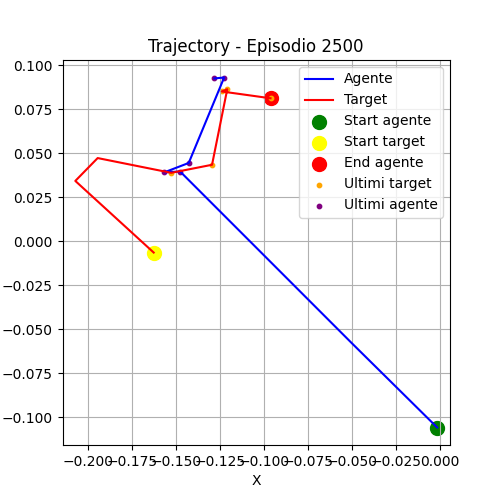 Trajectory - Episodio 2500
Agente
Target
Start agente
Start target
End agente
Ultimi target
Ultimi agente
0.100
0.075
0.050
0.025
0.000
−0.025
−0.050
−0.075
−0.100
−0.200 −0.175 −0.150 −0.125 −0.100 −0.075 −0.050 −0.025 0.000
X